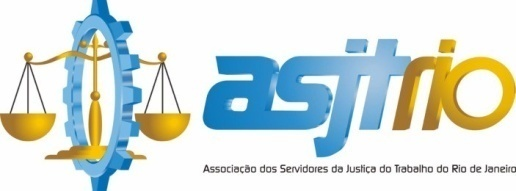 asjtrio
Associação dos Servidores da Justiça do Trabalho do Rio de Janeiro